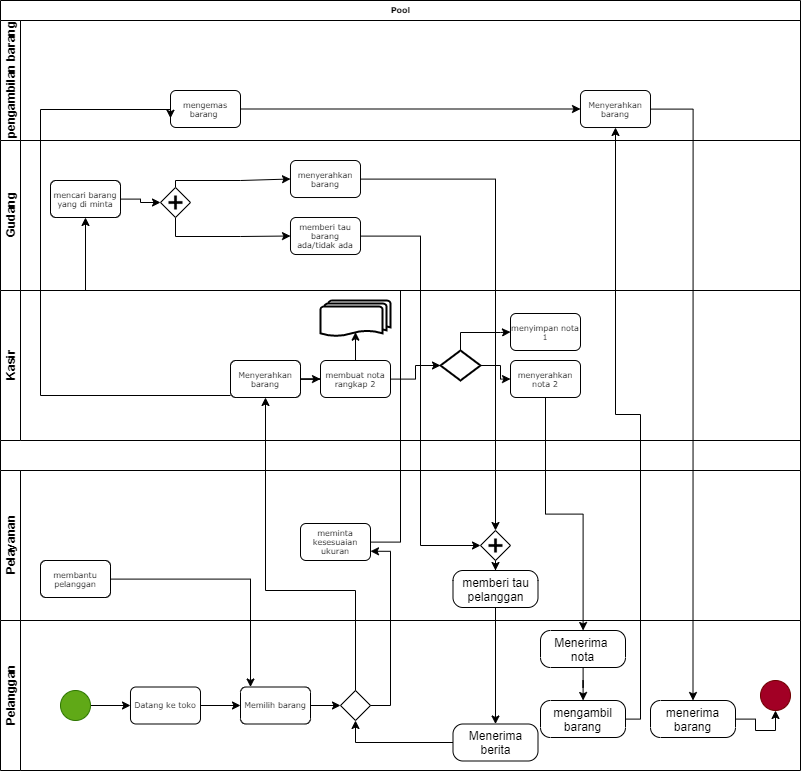 Pool
pengambilan barang
mengemas
barang
Menyerahkan
barang
Gudang
mencari barang
yang di minta
menyerahkan
barang
memberi tau
barang
ada/tidak ada
Kasir
Menyerahkan
barang
membuat nota
rangkap 2
menyimpan nota
1
menyerahkan
nota 2
Pelayanan
membantu
pelanggan
meminta
kesesuaian
ukuran
memberi tau
pelanggan
Pelanggan
Datang ke toko
Memilih barang
Menerima
berita
Menerima
nota
mengambil
barang
menerima
barang